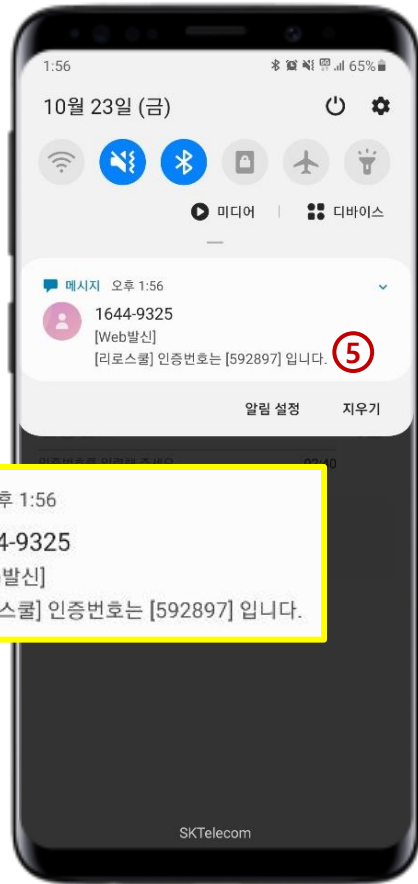 1:56 65%
10월 23일 (금)
미디어 | 디바이스
메시지 오후 1:56
1644-9325
[Web발신]
[리로스쿨] 인증번호는 [592897] 입니다. ⑤
알림 설정 지우기
02:40
후 1:56
4-9325
발신]
스쿨] 인증번호는 [592897] 입니다.
SKTelecom